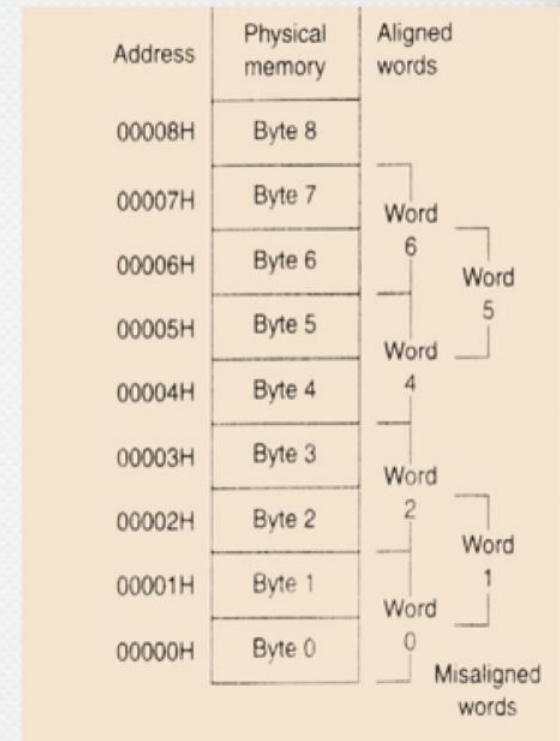 Address Physical memory Aligned words
00008H Byte 8
00007H Byte 7
Word 6
00006H Byte 6
Word 5
00005H Byte 5
Word 4
00004H Byte 4
00003H Byte 3
Word 2
00002H Byte 2
Word 1
00001H Byte 1
Word 0
00000H Byte 0
Misaligned words